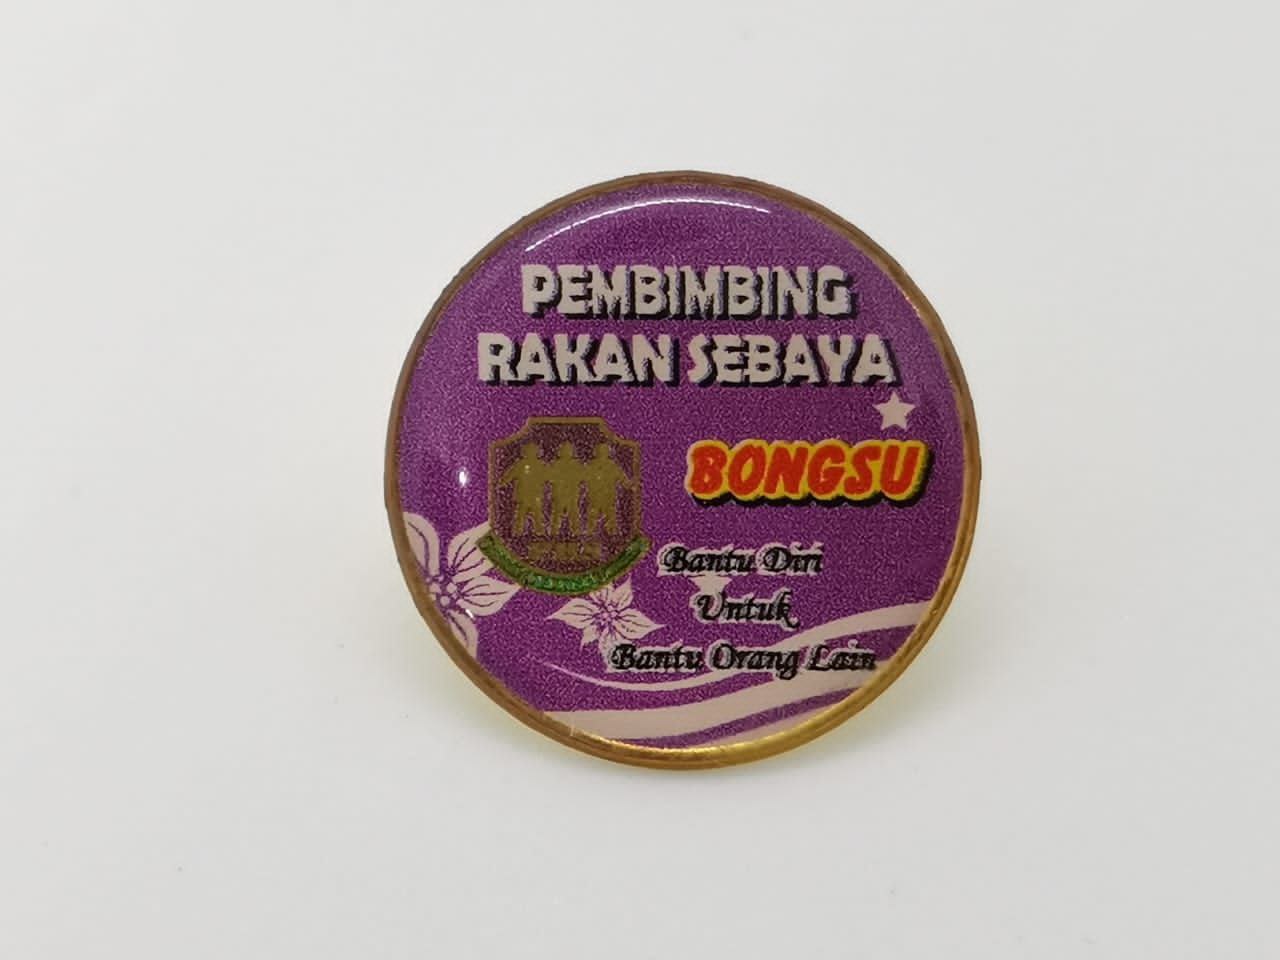 PEMBIMBING
RAKAN SEBAYA
BONGSU
Bantu Diri
Untuk
Bantu Orang Lain